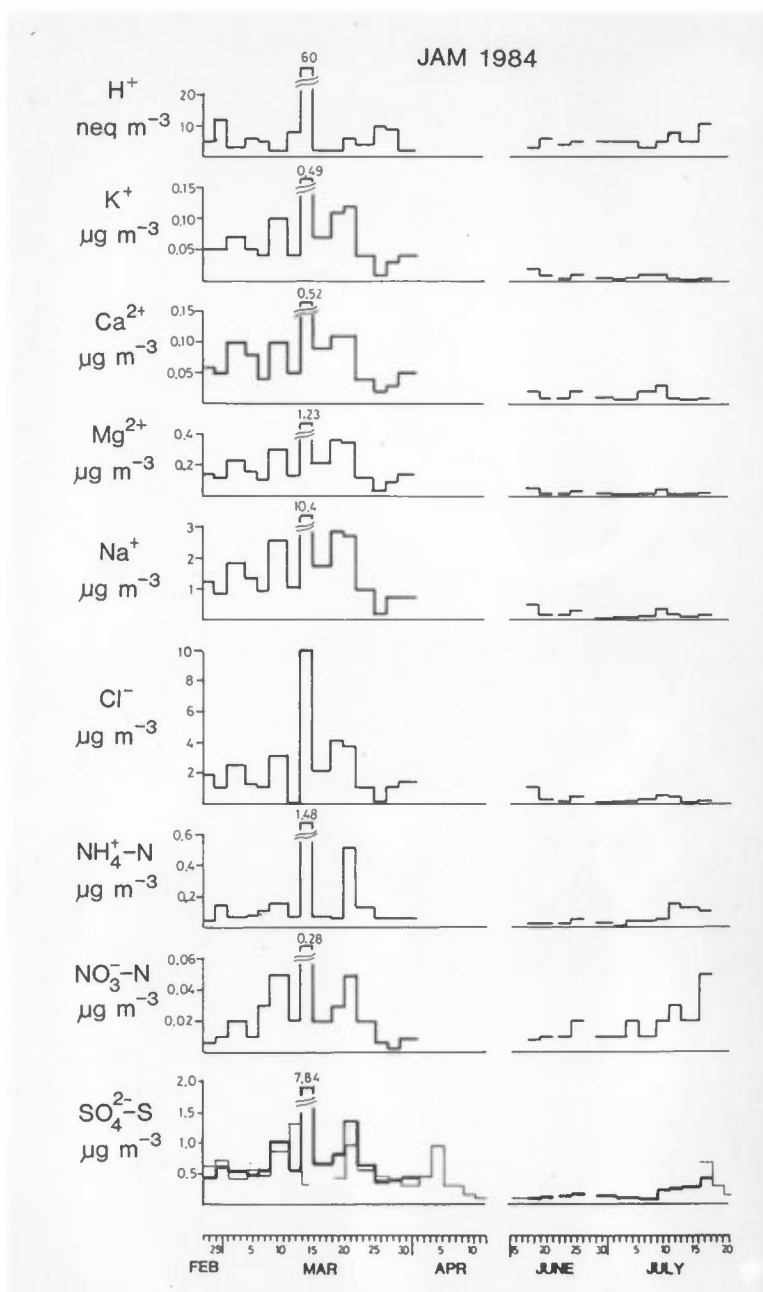 JAM 1984
60
H+
neq m−3
20
10
0,49
K+
µg m−3
0.15
0.10
0.05
0,52
Ca2+
µg m−3
0.15
0.10
0.05
1,23
Mg2+
µg m−3
0.4
0.2
10,4
Na+
µg m−3
3
2
1
Cl−
µg m−3
10
8
6
4
2
1,48
NH4+−N
µg m−3
0.6
0.4
0.2
0,28
NO3−−N
µg m−3
0.06
0.04
0.02
7,84
SO42−−S
µg m−3
2.0
1.5
1.0
0.5
29 5 10 15 20 25 30 5 10 15 20 25 30 5 10 15 20
FEB MAR APR JUNE JULY